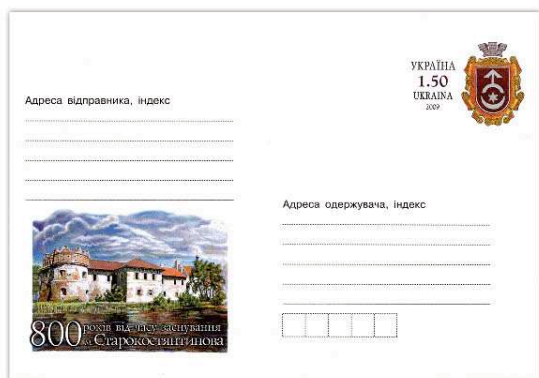 УКРАЇНА
1.50
UKRAINA
2009
Адреса відправника, індекс
Адреса одержувача, індекс
800 років від часу заснування
м. Старокостянтинова